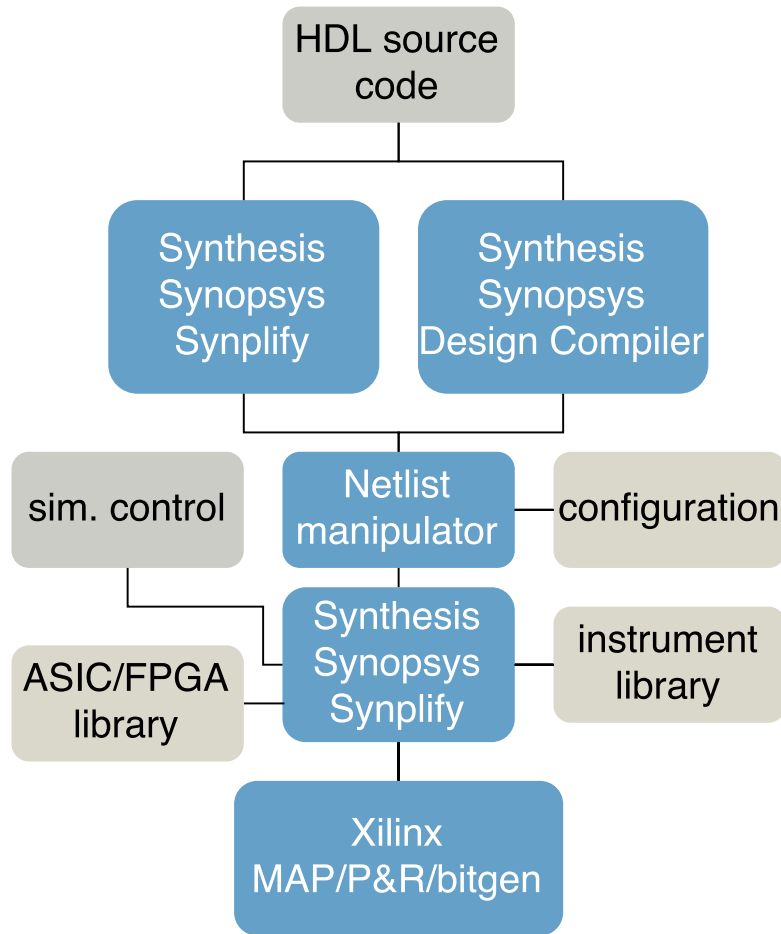 HDL source
code
Synthesis
Synopsys
Synplify
Synthesis
Synopsys
Design Compiler
sim. control
Netlist
manipulator
configuration
Synthesis
Synopsys
Synplify
instrument
library
ASIC/FPGA
library
Xilinx
MAP/P&R/bitgen